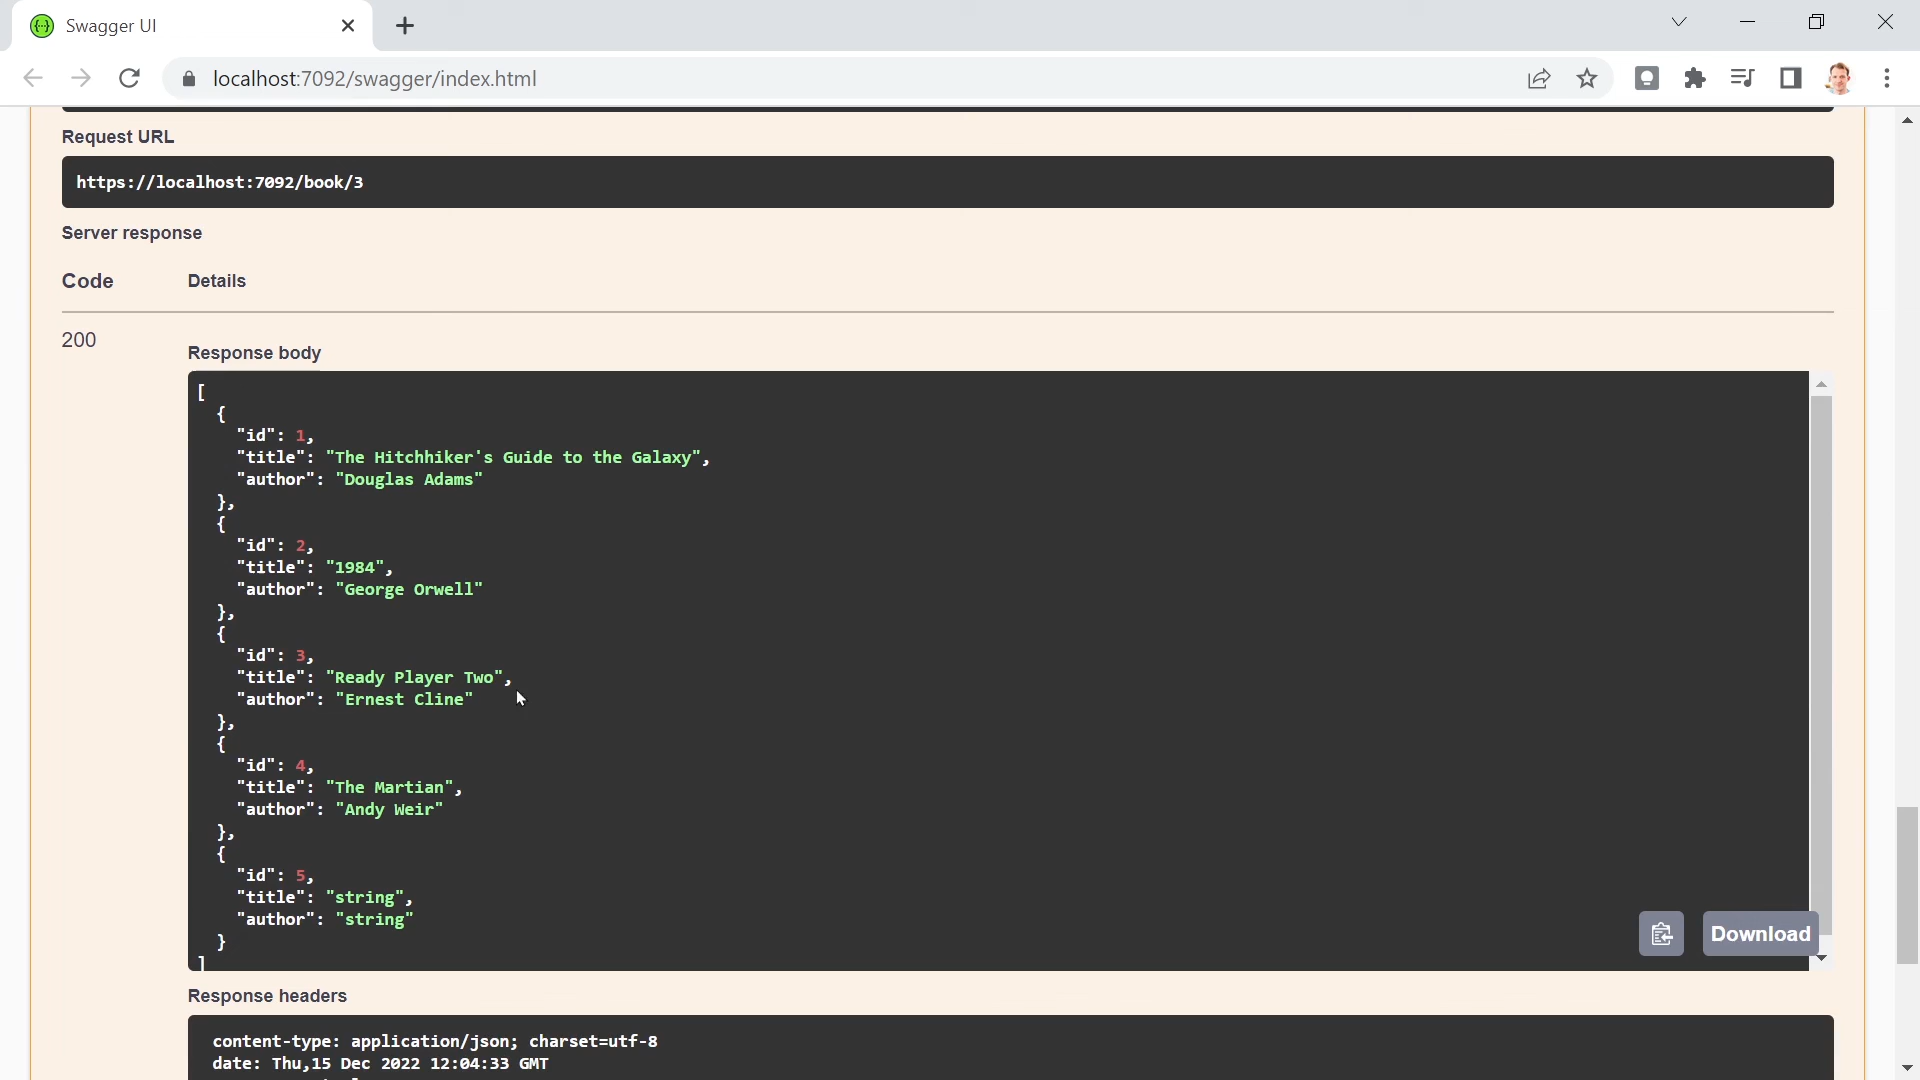 Swagger UI
localhost:7092/swagger/index.html
Request URL
https://localhost:7092/book/3
Server response
Code Details
200
Response body
[
{
"id": 1,
"title": "The Hitchhiker's Guide to the Galaxy",
"author": "Douglas Adams"
},
{
"id": 2,
"title": "1984",
"author": "George Orwell"
},
{
"id": 3,
"title": "Ready Player Two",
"author": "Ernest Cline"
},
{
"id": 4,
"title": "The Martian",
"author": "Andy Weir"
},
{
"id": 5,
"title": "string",
"author": "string"
}
]
Download
Response headers
content-type: application/json; charset=utf-8
date: Thu,15 Dec 2022 12:04:33 GMT